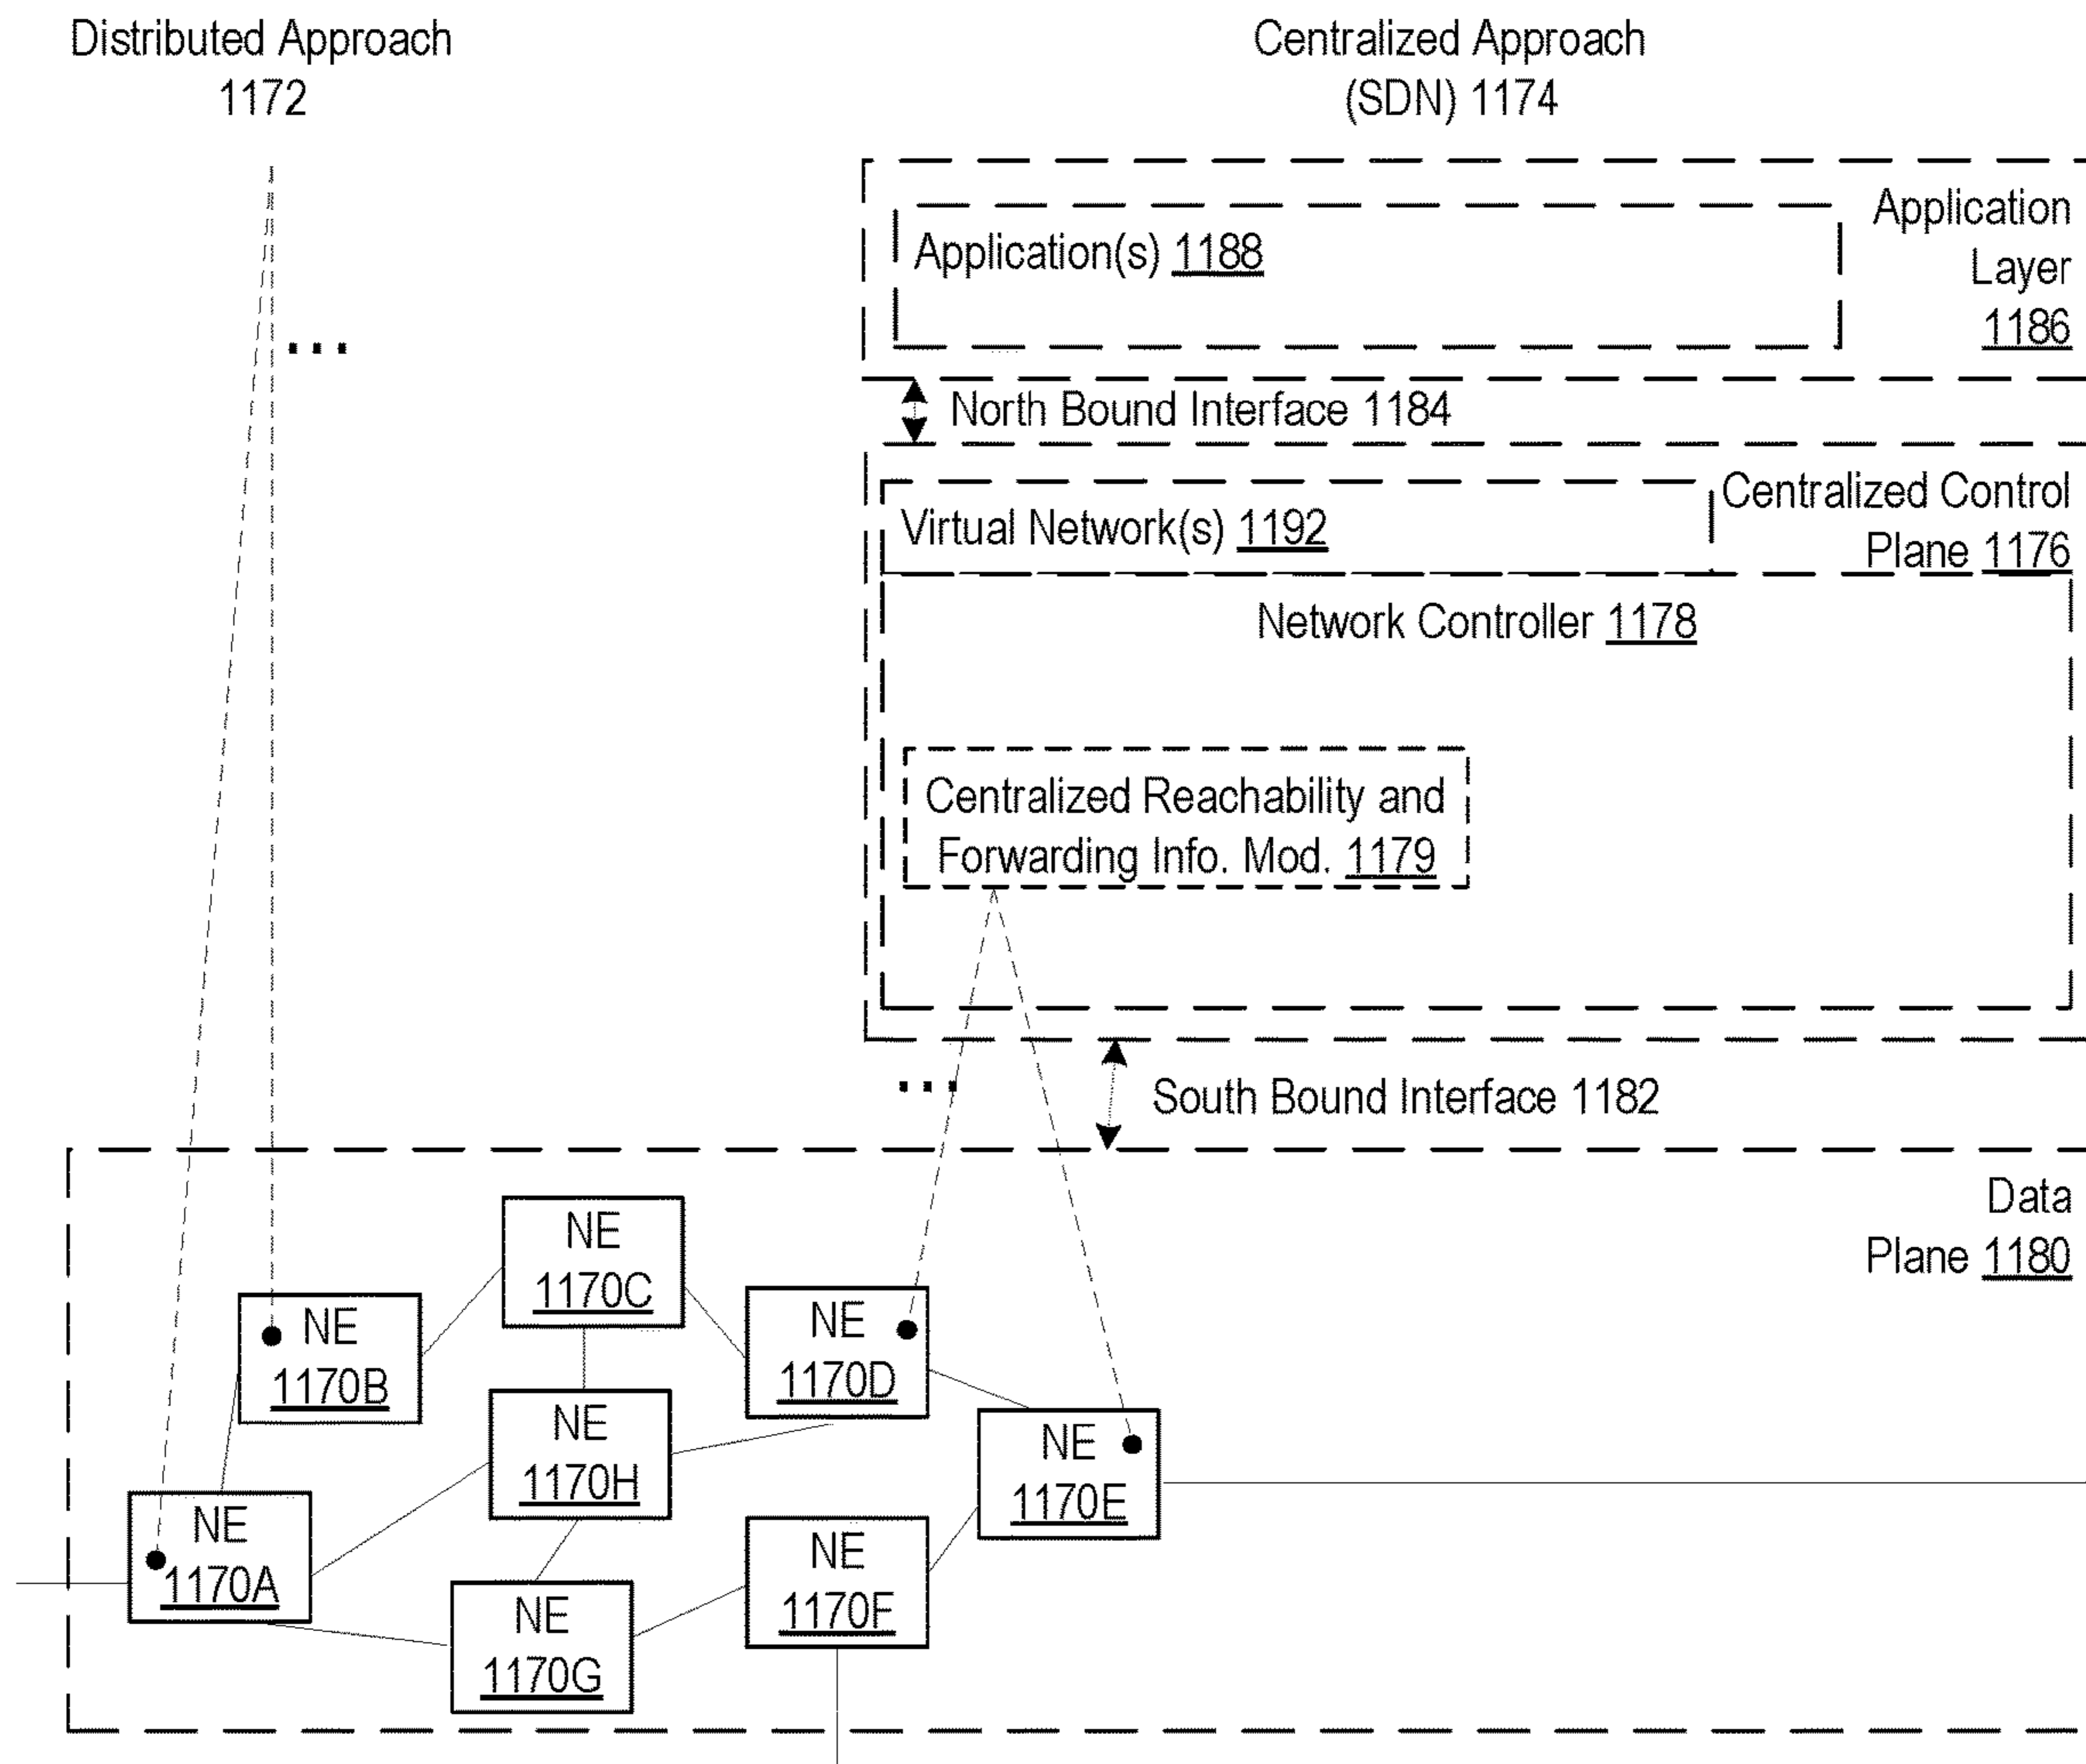 Distributed Approach
1172
Centralized Approach
(SDN) 1174
Application(s) 1188
Application
Layer
1186
North Bound Interface 1184
Virtual Network(s) 1192
Centralized Control
Plane 1176
Network Controller 1178
Centralized Reachability and
Forwarding Info. Mod. 1179
South Bound Interface 1182
Data
Plane 1180
NE
1170C
NE
1170B
NE
1170D
NE
1170H
NE
1170E
NE
1170A
NE
1170F
NE
1170G